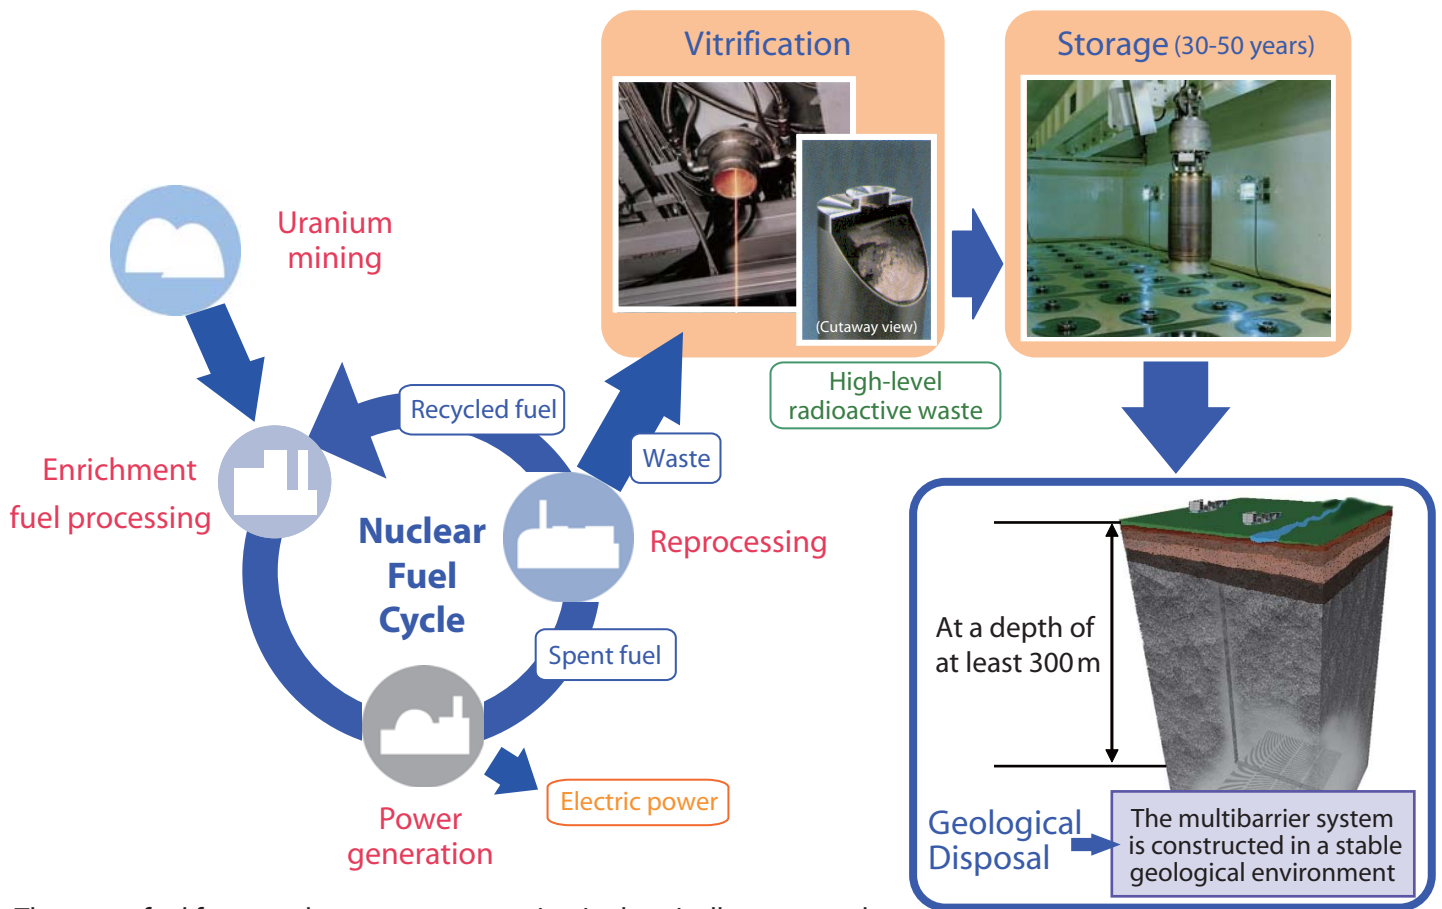 Vitrification
Storage (30-50 years)
Uranium
mining
(Cutaway view)
High-level
radioactive waste
Recycled fuel
Waste
Enrichment
fuel processing
Nuclear
Fuel
Cycle
Reprocessing
Spent fuel
Electric power
Power
generation
At a depth of
at least 300 m
Geological
Disposal
The multibarrier system
is constructed in a stable
geological environment